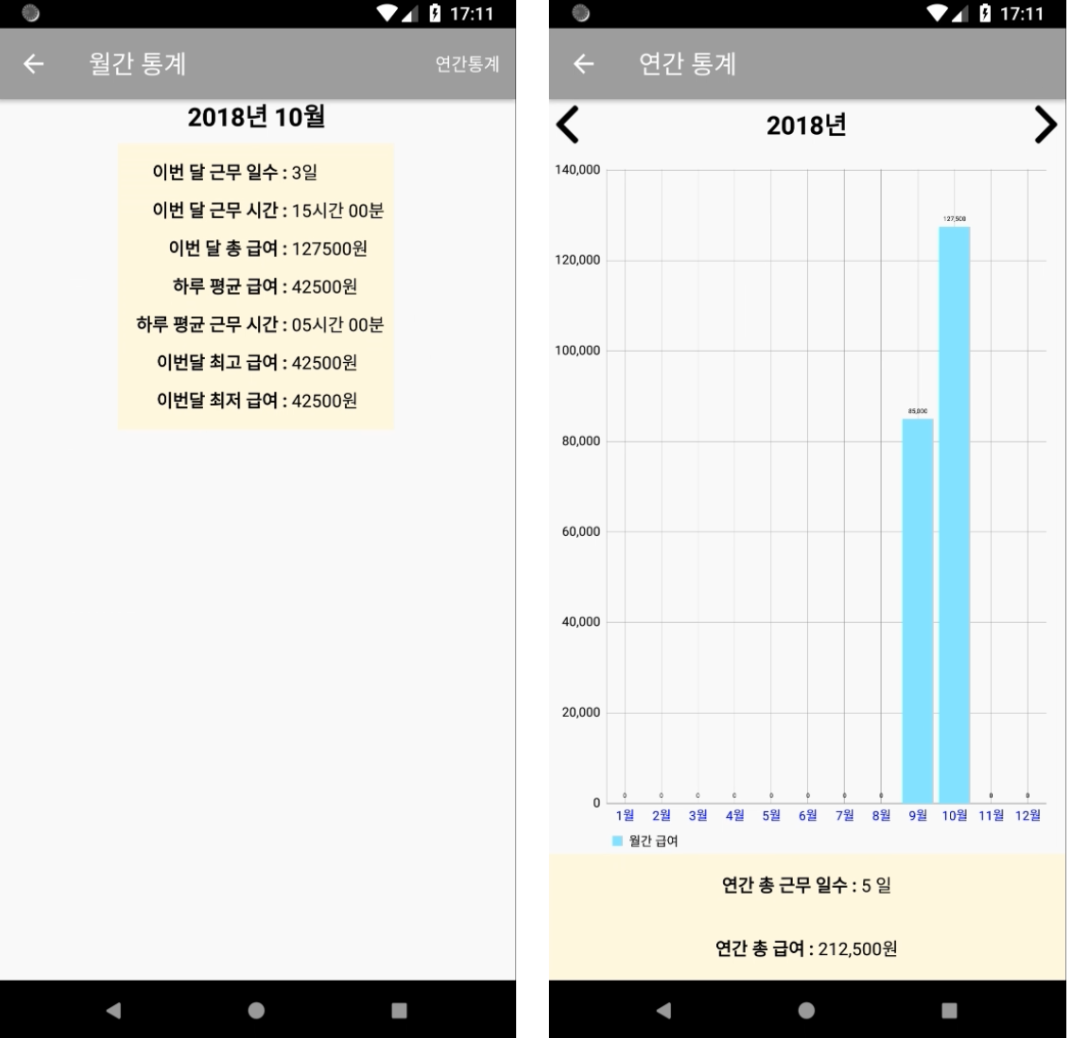 17:11
월간 통계
연간통계
2018년 10월
이번 달 근무 일수 : 3일
이번 달 근무 시간 : 15시간 00분
이번 달 총 급여 : 127500원
하루 평균 급여 : 42500원
하루 평균 근무 시간 : 05시간 00분
이번달 최고 급여 : 42500원
이번달 최저 급여 : 42500원
17:11
연간 통계
2018년
140,000
127,500
120,000
100,000
85,000
80,000
60,000
40,000
20,000
0 0 0 0 0 0 0 0 0 0
0
1월 2월 3월 4월 5월 6월 7월 8월 9월 10월 11월 12월
월간 급여
연간 총 근무 일수 : 5 일
연간 총 급여 : 212,500원